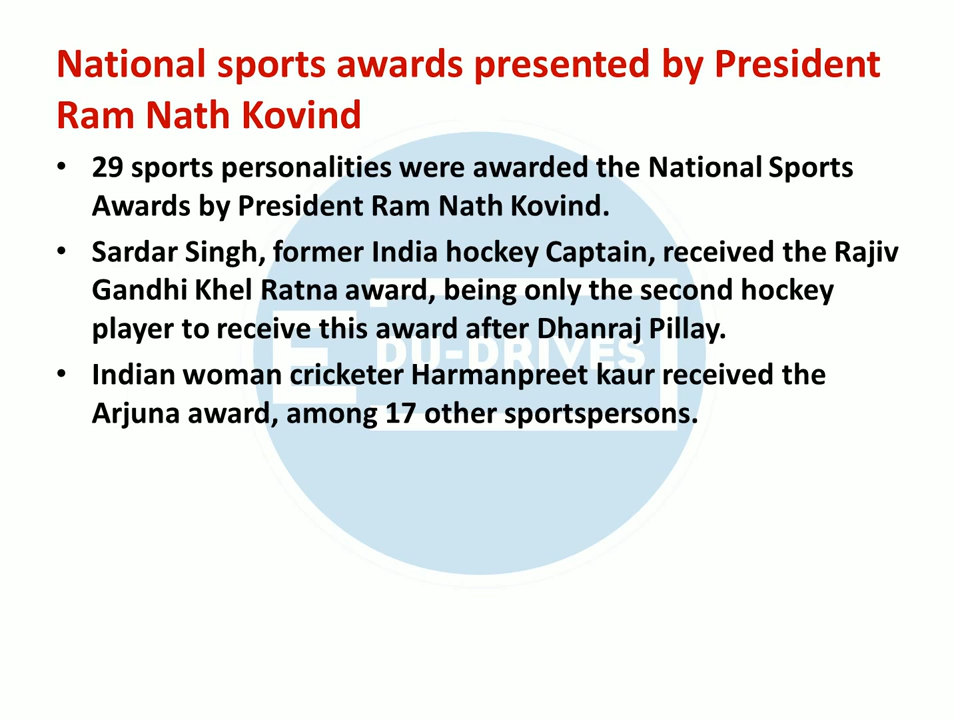 National sports awards presented by President
Ram Nath Kovind
• 29 sports personalities were awarded the National Sports
Awards by President Ram Nath Kovind.
• Sardar Singh, former India hockey Captain, received the Rajiv
Gandhi Khel Ratna award, being only the second hockey
player to receive this award after Dhanraj Pillay.
• Indian woman cricketer Harmanpreet kaur received the
Arjuna award, among 17 other sportspersons.
EDU-DRIVES